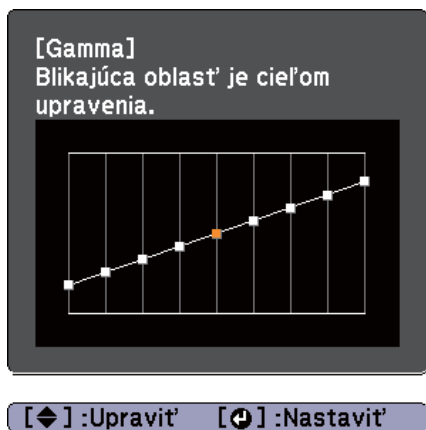 [Gamma]
Blikajúca oblasť je cieľom
upravenia.
[◆] :Upraviť [↵] :Nastaviť